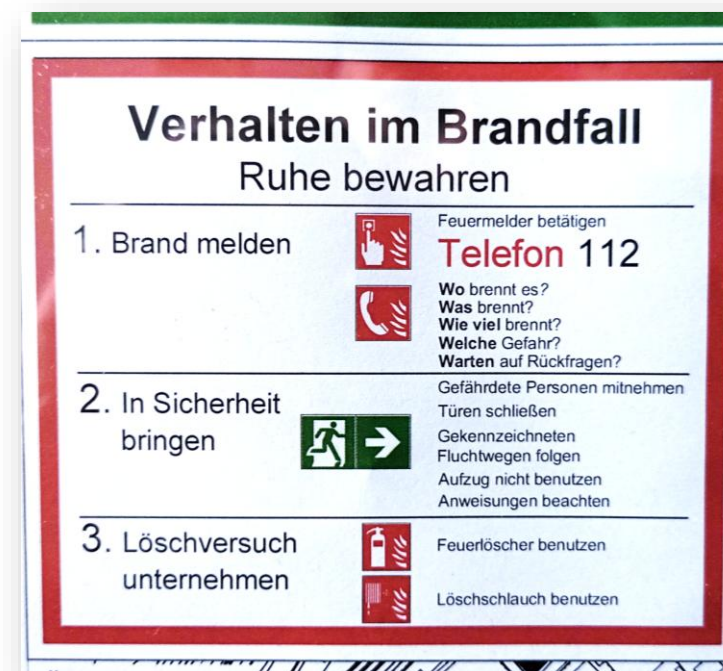 Verhalten im Brandfall
Ruhe bewahren
1. Brand melden
Feuermelder betätigen
Telefon 112
Wo brennt es?
Was brennt?
Wie viel brennt?
Welche Gefahr?
Warten auf Rückfragen?
2. In Sicherheit
bringen
Gefährdete Personen mitnehmen
Türen schließen
Gekennzeichneten
Fluchtwegen folgen
Aufzug nicht benutzen
Anweisungen beachten
3. Löschversuch
unternehmen
Feuerlöscher benutzen
Löschschlauch benutzen